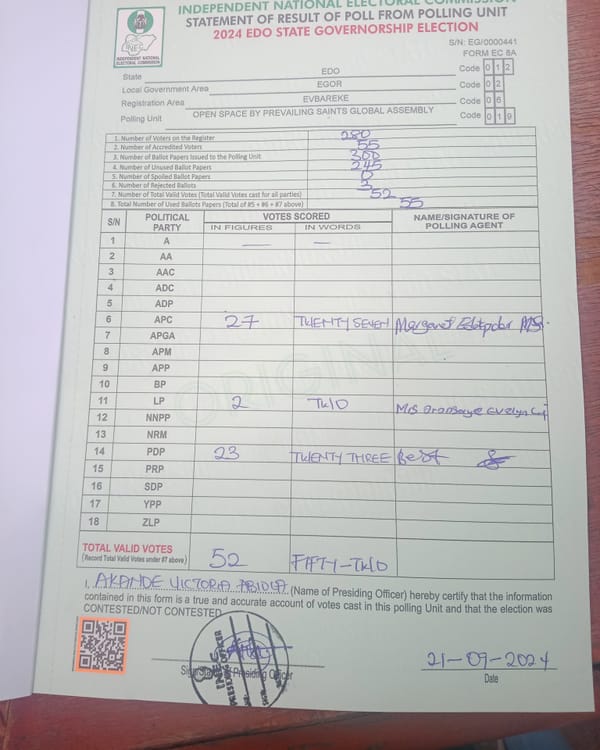 INDEPENDENT NATIONAL ELECTORAL COMMISSION
STATEMENT OF RESULT OF POLL FROM POLLING UNIT
2024 EDO STATE GOVERNORSHIP ELECTION
INEC
INDEPENDENT NATIONAL
ELECTORAL COMMISSION
S/N: EG/0000441
FORM EC 8A
State EDO Code 0 1 2
Local Government Area EGOR Code 0 2
Registration Area EVBAREKE Code 0 6
Polling Unit OPEN SPACE BY PREVAILING SAINTS GLOBAL ASSEMBLY Code 0 1 9
1. Number of Voters on the Register 280
2. Number of Accredited Voters 55
3. Number of Ballot Papers Issued to the Polling Unit 300
4. Number of Unused Ballot Papers 245
5. Number of Spoiled Ballot Papers 0
6. Number of Rejected Ballots 3
7. Number of Total Valid Votes (Total Valid Votes cast for all parties) 52
8. Total Number of Used Ballots Papers (Total of #5 + #6 + #7 above) 55
S/N POLITICAL PARTY VOTES SCORED NAME/SIGNATURE OF POLLING AGENT
IN FIGURES IN WORDS
1 A — —
2 AA
3 AAC
4 ADC
5 ADP
6 APC 27 TWENTY SEVEN Margaret
7 APGA
8 APM
9 APP
10 BP
11 LP 2 TWO Mrs Evelyn
12 NNPP
13 NRM
14 PDP 23 TWENTY THREE Best
15 PRP
16 SDP
17 YPP
18 ZLP
ORIGINAL
TOTAL VALID VOTES 52 FIFTY-TWO
(Record Total Valid Votes under #7 above)
I, AKANDE VICTORIA ABIOLA (Name of Presiding Officer) hereby certify that the information
contained in this form is a true and accurate account of votes cast in this polling Unit and that the election was
CONTESTED/NOT CONTESTED
INEC
PRESIDING OFFICER
Presiding Officer
21-09-2024
Date